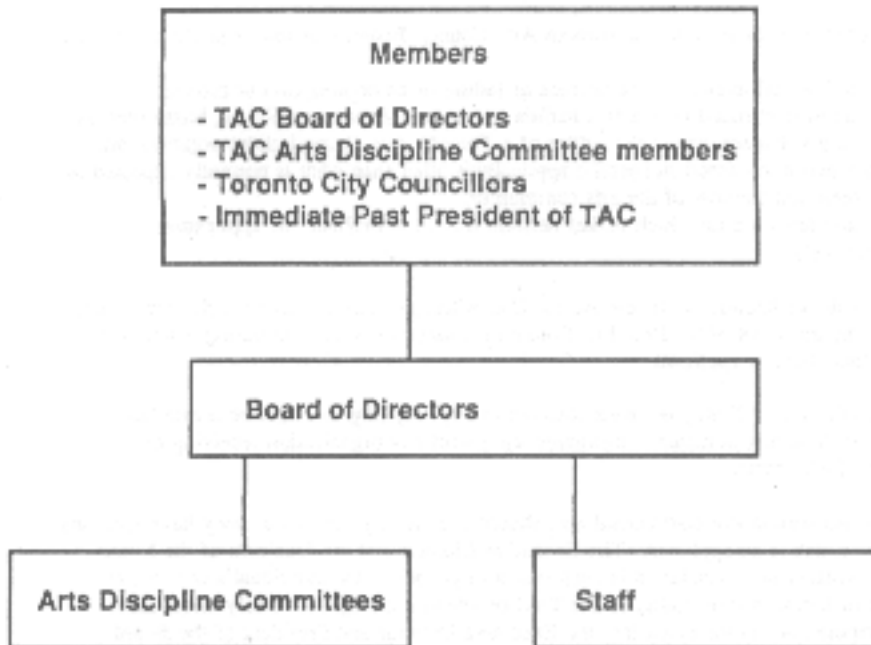 Members
- TAC Board of Directors
- TAC Arts Discipline Committee members
- Toronto City Councillors
- Immediate Past President of TAC
Board of Directors
Arts Discipline Committees
Staff